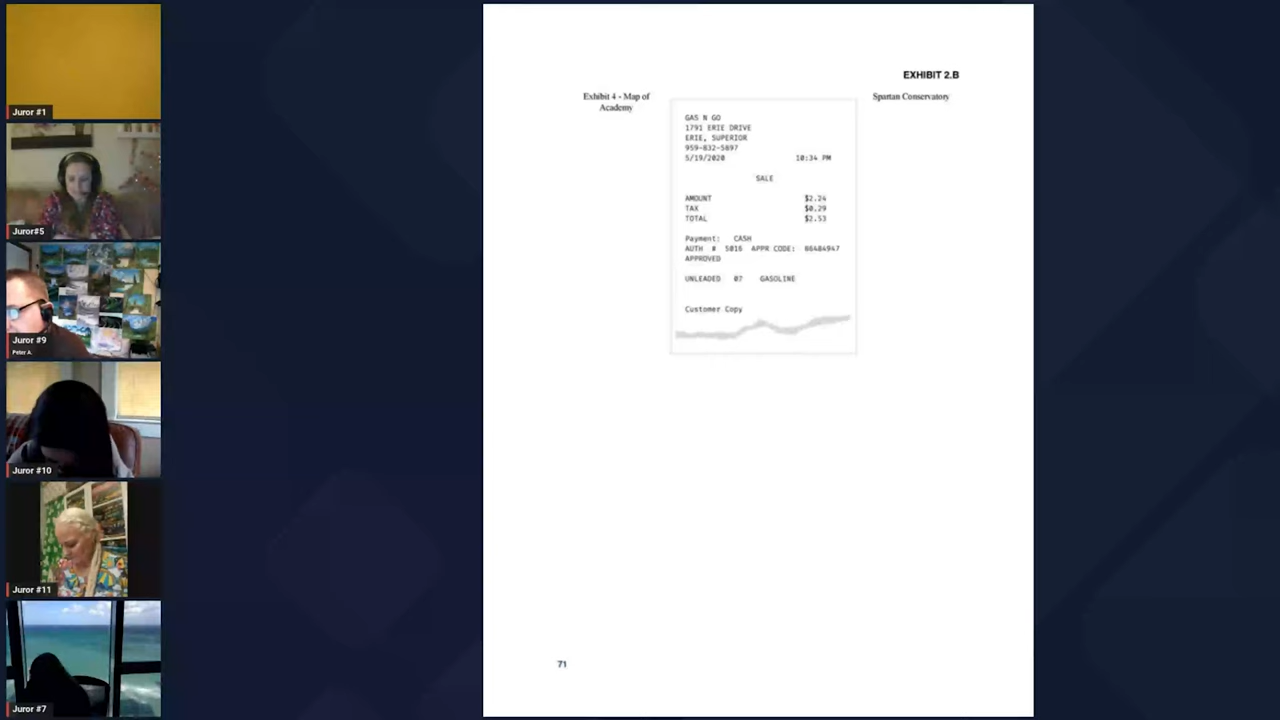 Juror #1
Juror#5
Juror #9
Peter A.
Juror #10
Juror #11
Juror #7
EXHIBIT 2.B
Exhibit 4 - Map of
Academy
Spartan Conservatory
GAS N GO
1791 ERIE DRIVE
ERIE, SUPERIOR
959-832-5897
5/19/2020 10:34 PM
SALE
AMOUNT $2.24
TAX $0.29
TOTAL $2.53
Payment: CASH
AUTH # 5016 APPR CODE: 86484947
APPROVED
UNLEADED 07 GASOLINE
Customer Copy
71